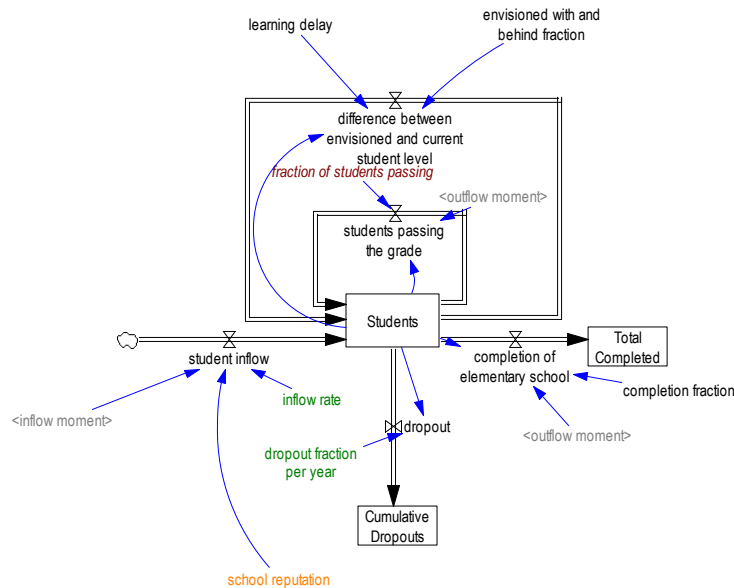 learning delay
envisioned with and
behind fraction
difference between
envisioned and current
student level
fraction of students passing
<outflow moment>
students passing
the grade
Students
Total
Completed
student inflow
completion of
elementary school
inflow rate
completion fraction
<inflow moment>
<outflow moment>
dropout
dropout fraction
per year
Cumulative
Dropouts
school reputation